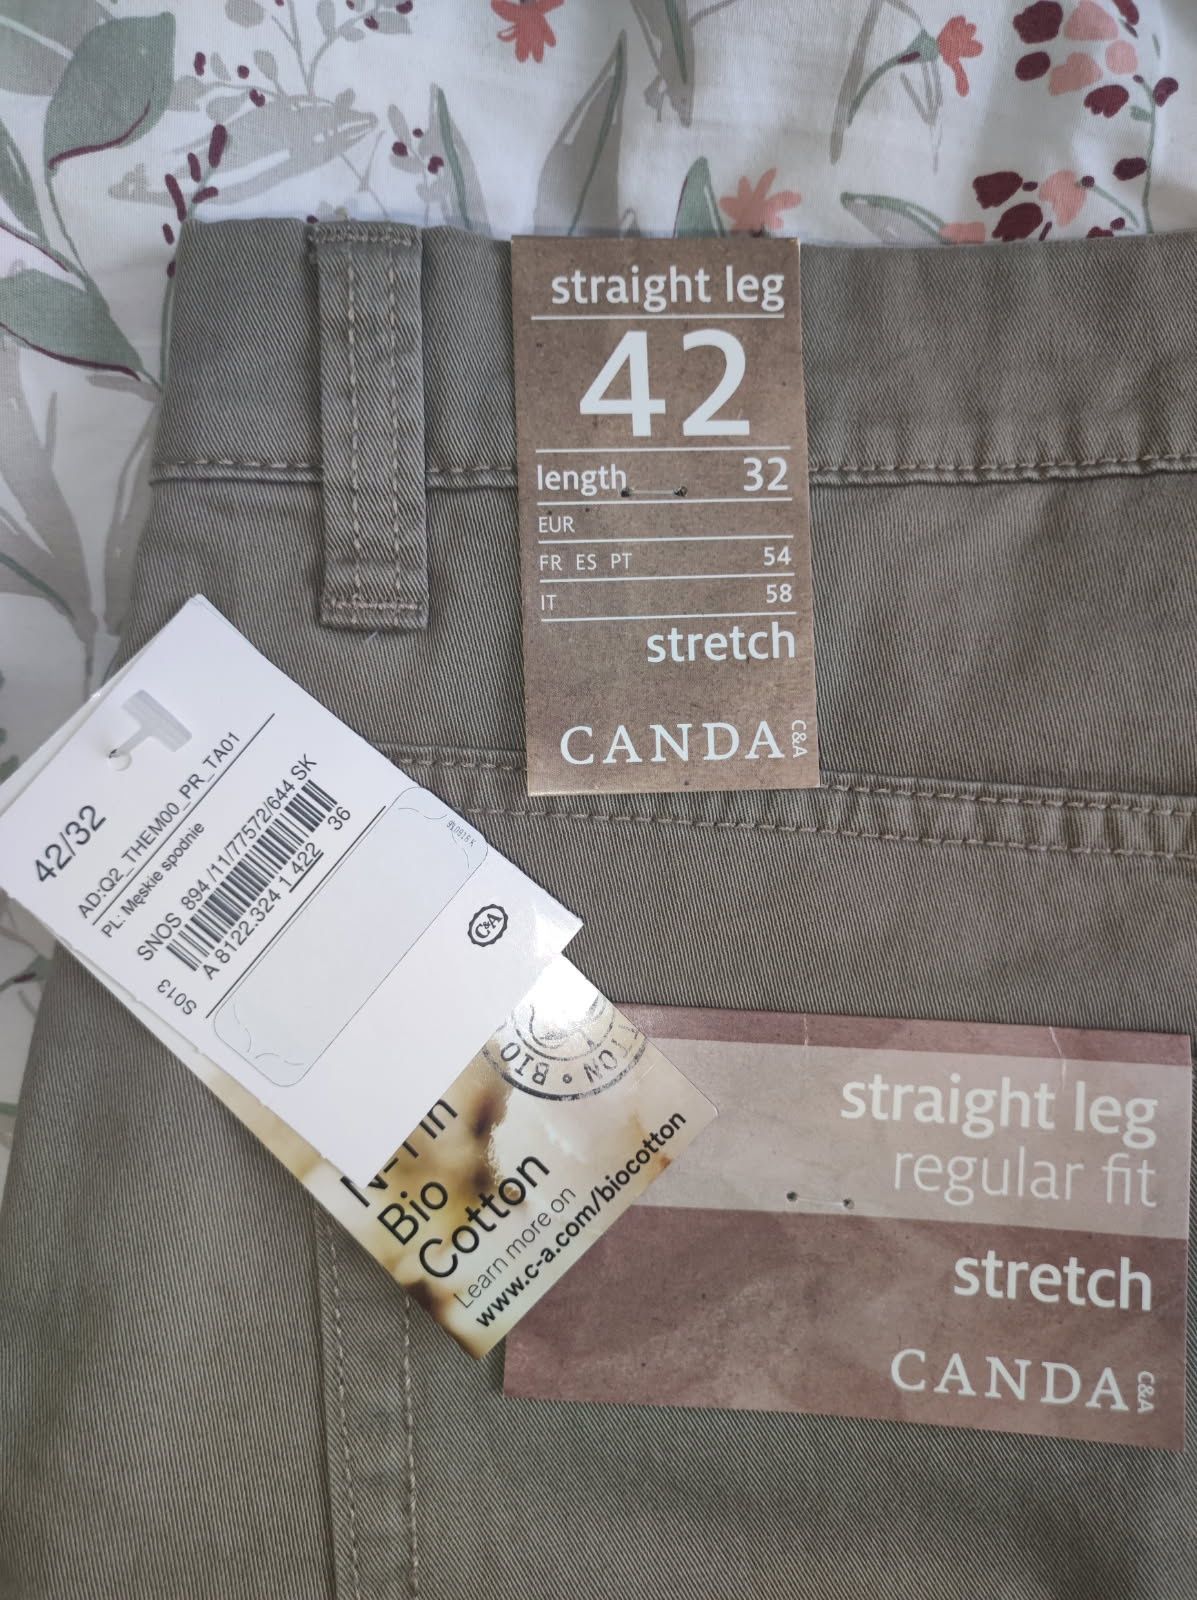 straight leg
42
length 32
EUR
FR ES PT 54
IT 58
stretch
CANDA C&A
42/32
AD:Q2_THEM00_PR_TA01
PL: Męskie spodnie
SNOS 894/11/77572/644 SK
A 8122.324 1 422 36
S013
C&A
BIO
Bio
Cotton
Learn more on
www.c-a.com/biocotton
straight leg
regular fit
stretch
CANDA C&A